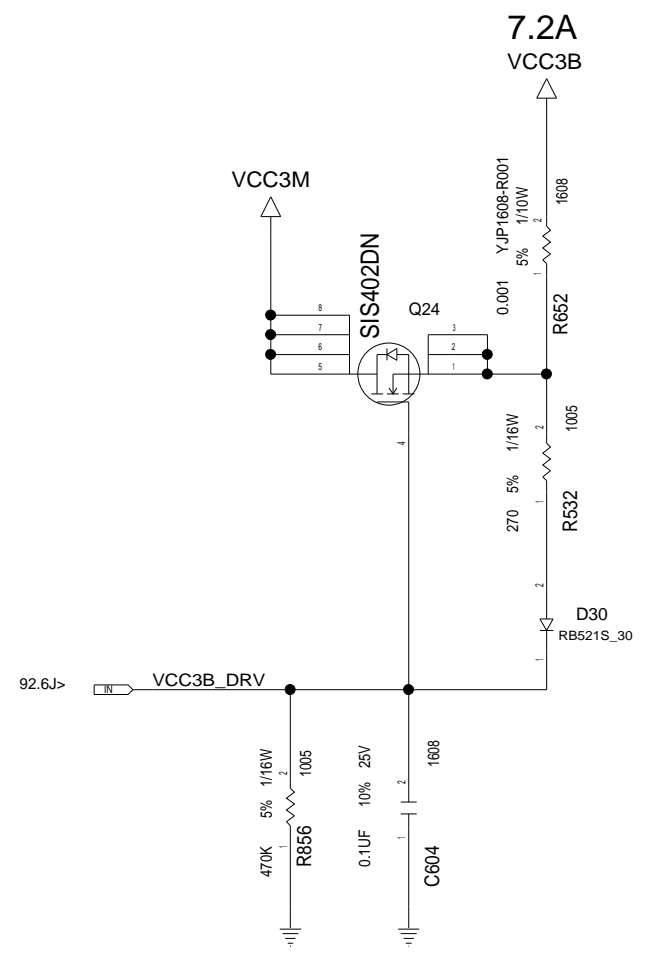 7.2A
VCC3B
VCC3M
SIS402DN
Q24
8
7
6
5
3
2
1
4
0.001 YJP1608-R001
5% 1/10W
1608
2
1
R652
270 5% 1/16W
1005
2
1
R532
2
D30
RB521S_30
1
92.6J>
IN
VCC3B_DRV
470K 5% 1/16W
1005
2
1
R856
0.1UF 10% 25V
1608
2
1
C604